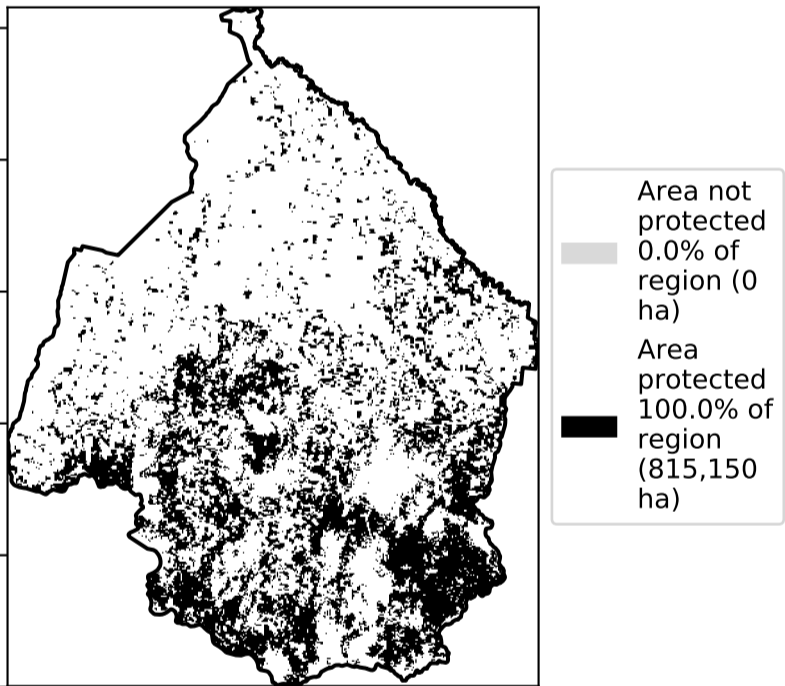 Area not
protected
0.0% of
region (0
ha)
Area
protected
100.0% of
region
(815,150
ha)